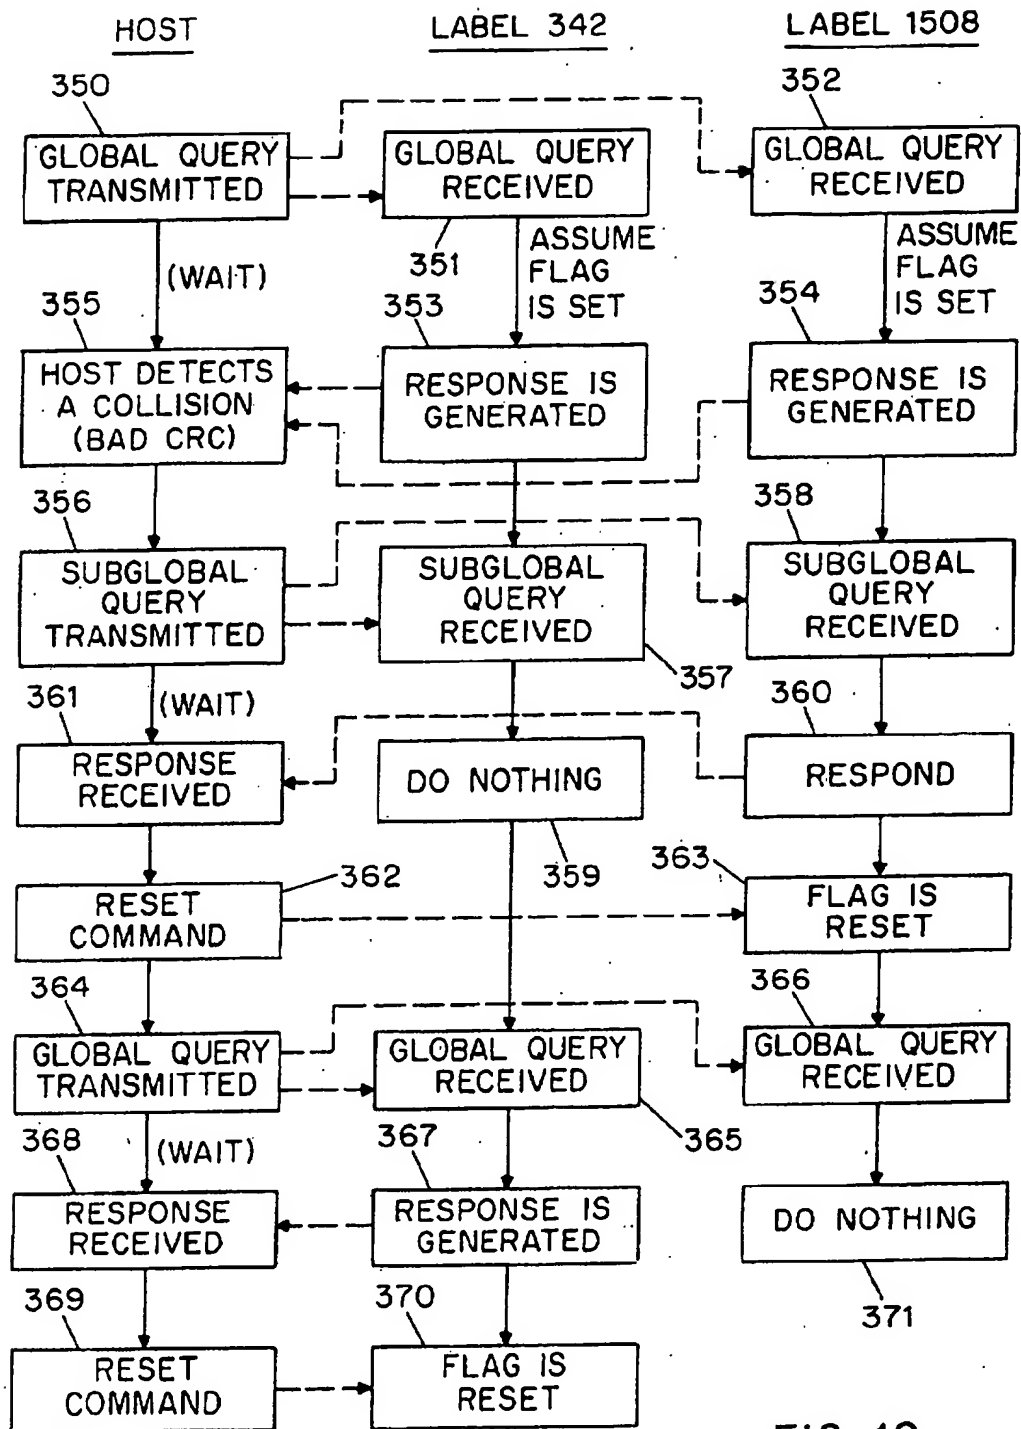 HOST
LABEL 342
LABEL 1508
350
352
GLOBAL QUERY
TRANSMITTED
GLOBAL QUERY
RECEIVED
GLOBAL QUERY
RECEIVED
(WAIT)
351
ASSUME
FLAG
IS SET
ASSUME
FLAG
IS SET
355
353
354
HOST DETECTS
A COLLISION
(BAD CRC)
RESPONSE IS
GENERATED
RESPONSE IS
GENERATED
356
358
SUBGLOBAL
QUERY
TRANSMITTED
SUBGLOBAL
QUERY
RECEIVED
SUBGLOBAL
QUERY
RECEIVED
357
361
(WAIT)
360
RESPONSE
RECEIVED
DO NOTHING
RESPOND
362
359
363
RESET
COMMAND
FLAG IS
RESET
364
366
GLOBAL QUERY
TRANSMITTED
GLOBAL QUERY
RECEIVED
GLOBAL QUERY
RECEIVED
368
(WAIT)
367
365
RESPONSE
RECEIVED
RESPONSE IS
GENERATED
DO NOTHING
369
370
371
RESET
COMMAND
FLAG IS
RESET